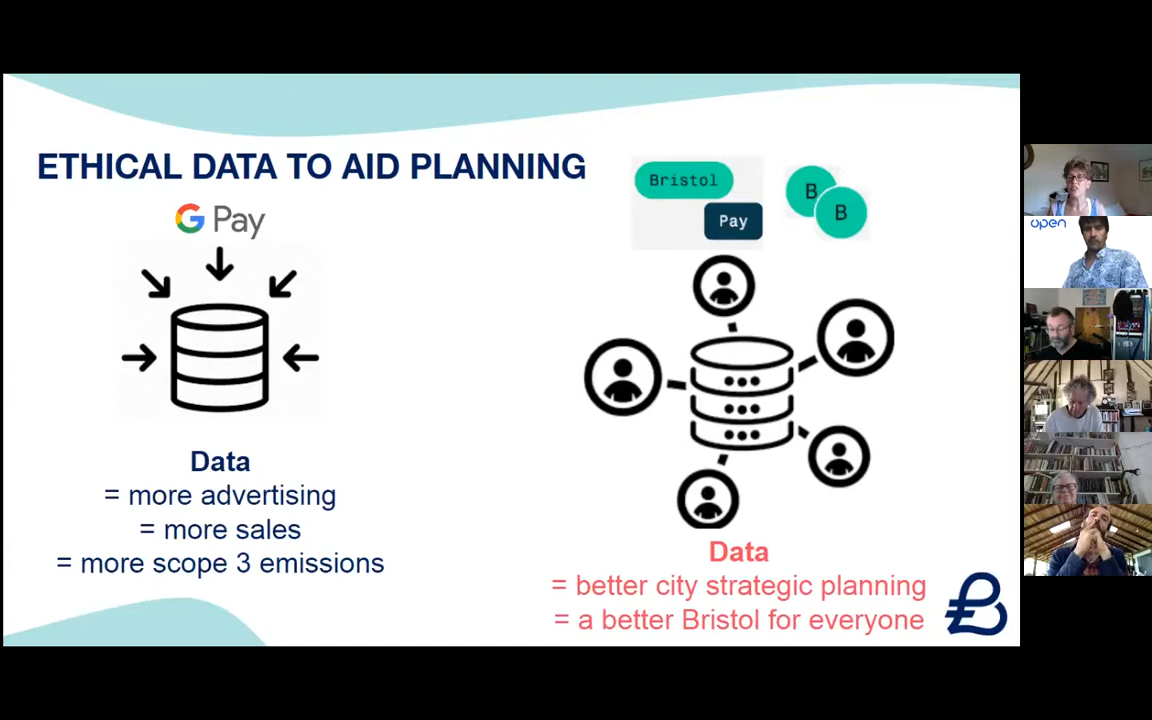 ETHICAL DATA TO AID PLANNING
G Pay
Data
= more advertising
= more sales
= more scope 3 emissions
Bristol
Pay
B
B
Data
= better city strategic planning
= a better Bristol for everyone
open